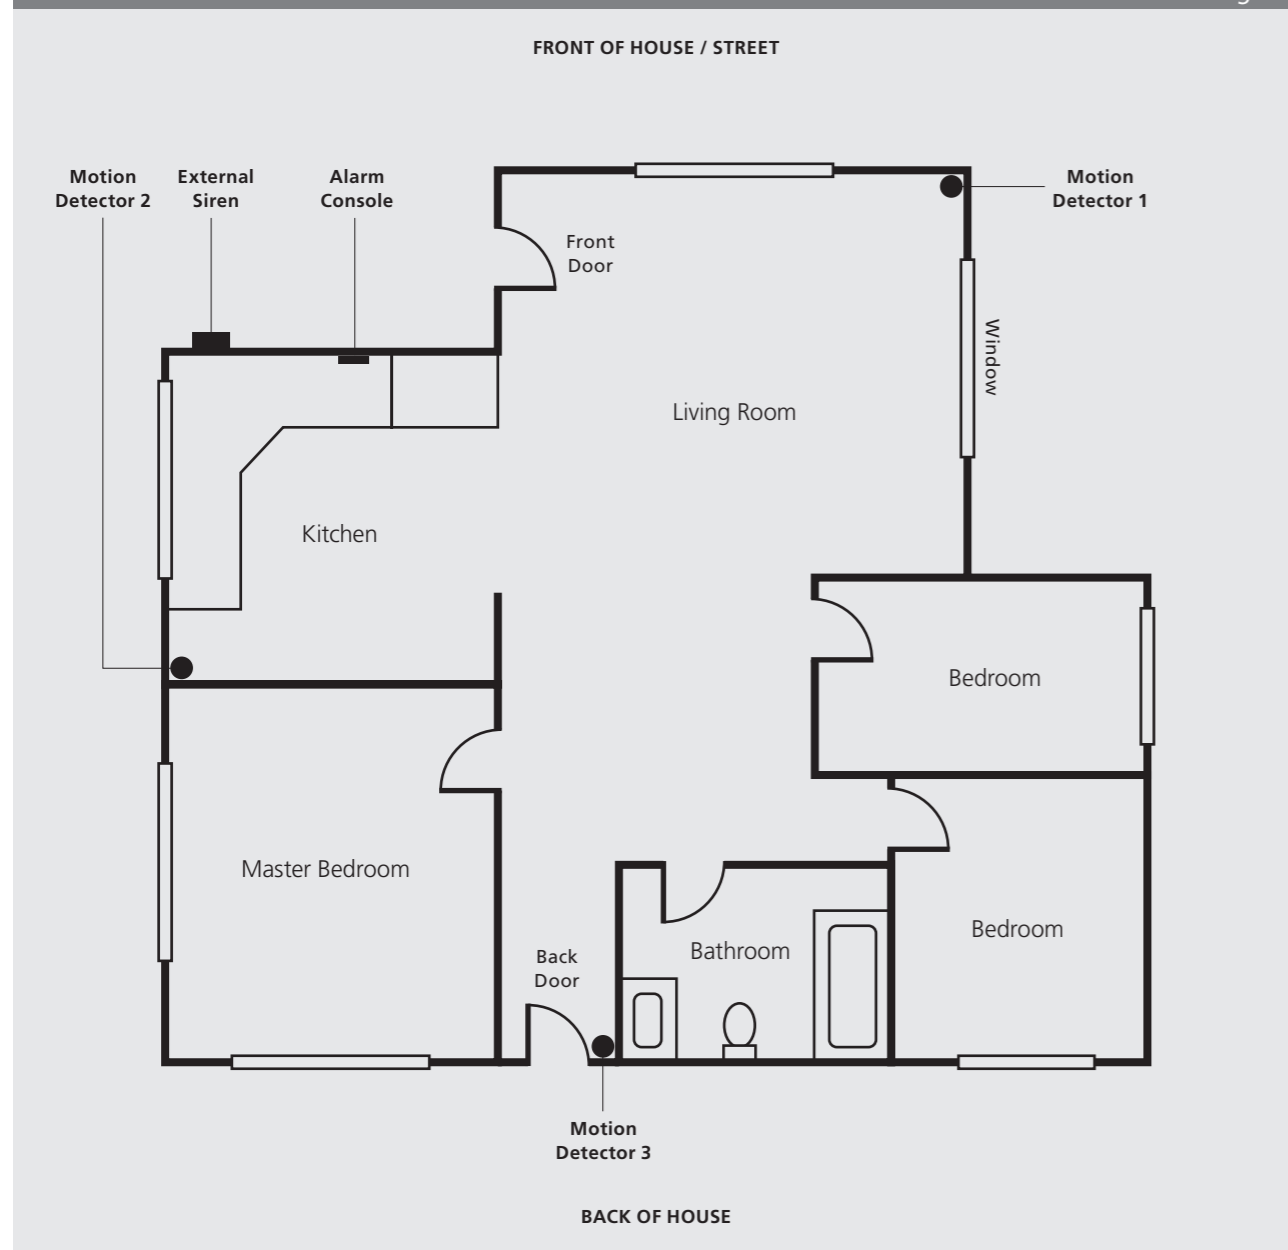 FRONT OF HOUSE / STREET
Motion
Detector 2
External
Siren
Alarm
Console
Motion
Detector 1
Front
Door
Window
Living Room
Kitchen
Bedroom
Master Bedroom
Bedroom
Bathroom
Back
Door
Motion
Detector 3
BACK OF HOUSE